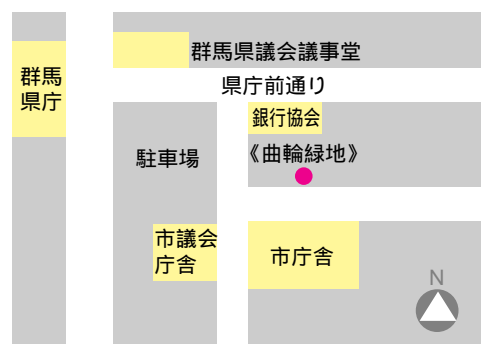 群馬県議会議事堂
群馬
県庁
県庁前通り
銀行協会
駐車場
《曲輪緑地》
市議会
庁舎
市庁舎
N